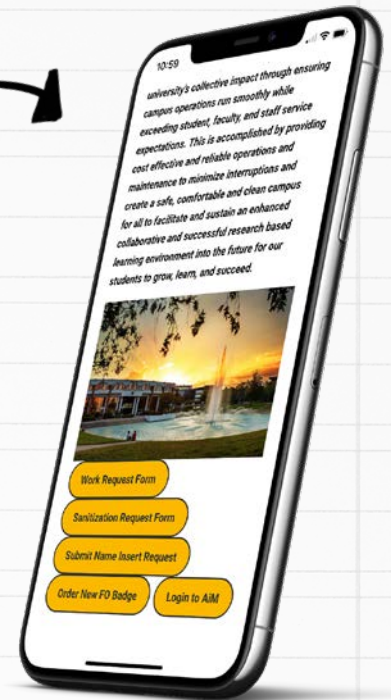 10:59
university's collective impact through ensuring
campus operations run smoothly while
exceeding student, faculty, and staff service
expectations. This is accomplished by providing
cost effective and reliable operations and
maintenance to minimize interruptions and
create a safe, comfortable and clean campus
for all to facilitate and sustain an enhanced
collaborative and successful research based
learning environment into the future for our
students to grow, learn, and succeed.
Work Request Form
Sanitization Request Form
Submit Name Insert Request
Order New FO Badge Login to AiM